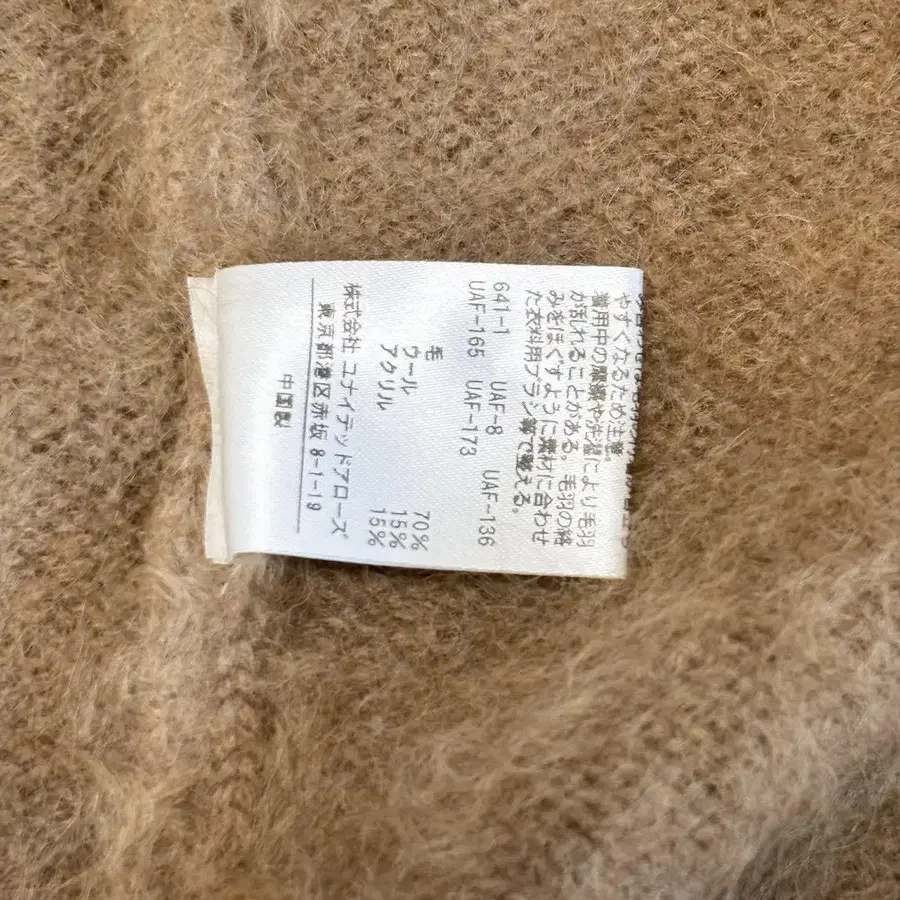 やすくなるため注意。
着用中の摩擦や洗濯により毛羽
が乱れることがある。毛羽の絡
みをほぐすように素材に合わせ
た衣料用ブラシ等で整える。
641-1 UAF-8 UAF-136
UAF-165 UAF-173
毛 70%
ウール 15%
アクリル 15%
株式会社 ユナイテッドアローズ
東京都港区赤坂 8-1-19
中国製